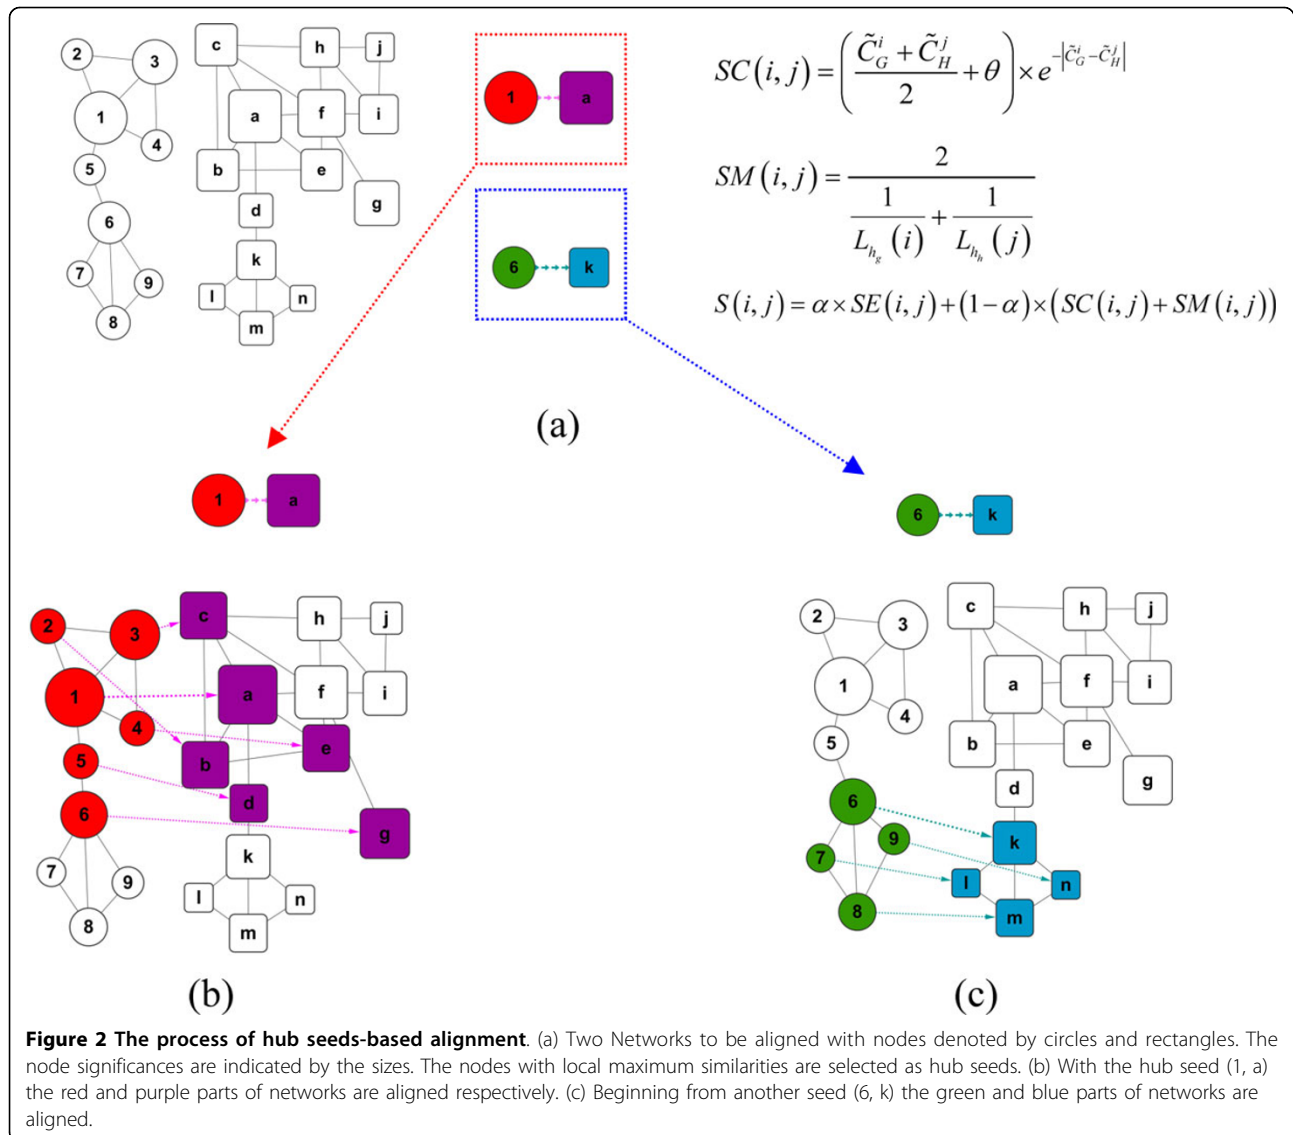 2
3
1
4
5
6
7
9
8
c
h
j
a
f
i
b
e
d
g
k
l
n
m
1 a
6 k
SC(i, j) = ( (C̃_G^i + C̃_H^j) / 2 + θ ) × e^{-|C̃_G^i - C̃_H^j|}
SM(i, j) = 2 / ( 1 / L_{h_g}(i) + 1 / L_{h_h}(j) )
S(i, j) = α × SE(i, j) + (1 − α) × (SC(i, j) + SM(i, j))
(a)
1 a
6 k
2
3
1
4
5
6
7
9
8
c
h
j
a
f
i
b
e
d
g
k
l
n
m
(b)
2
3
1
4
5
6
9
7
8
c
h
j
a
f
i
b
e
d
g
k
l
n
m
(c)
Figure 2 The process of hub seeds-based alignment. (a) Two Networks to be aligned with nodes denoted by circles and rectangles. The
node significances are indicated by the sizes. The nodes with local maximum similarities are selected as hub seeds. (b) With the hub seed (1, a)
the red and purple parts of networks are aligned respectively. (c) Beginning from another seed (6, k) the green and blue parts of networks are
aligned.